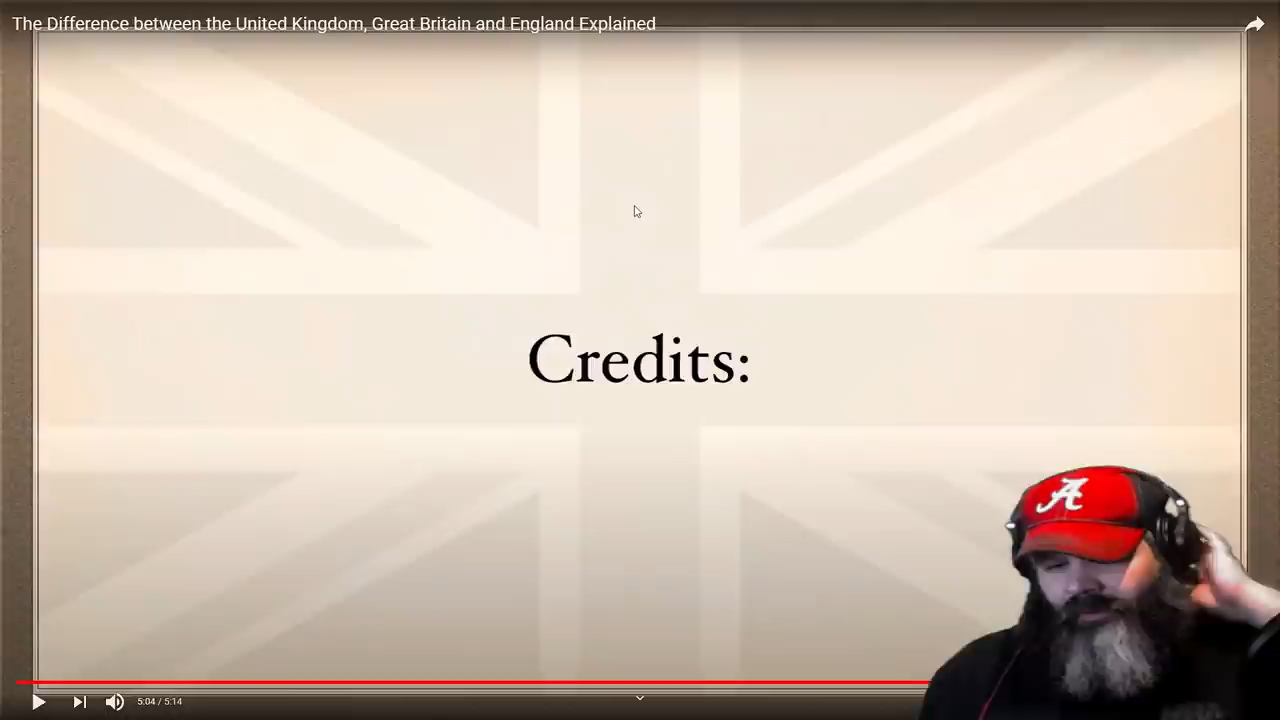 The Difference between the United Kingdom, Great Britain and England Explained
Credits:
A
5:04 / 5:14